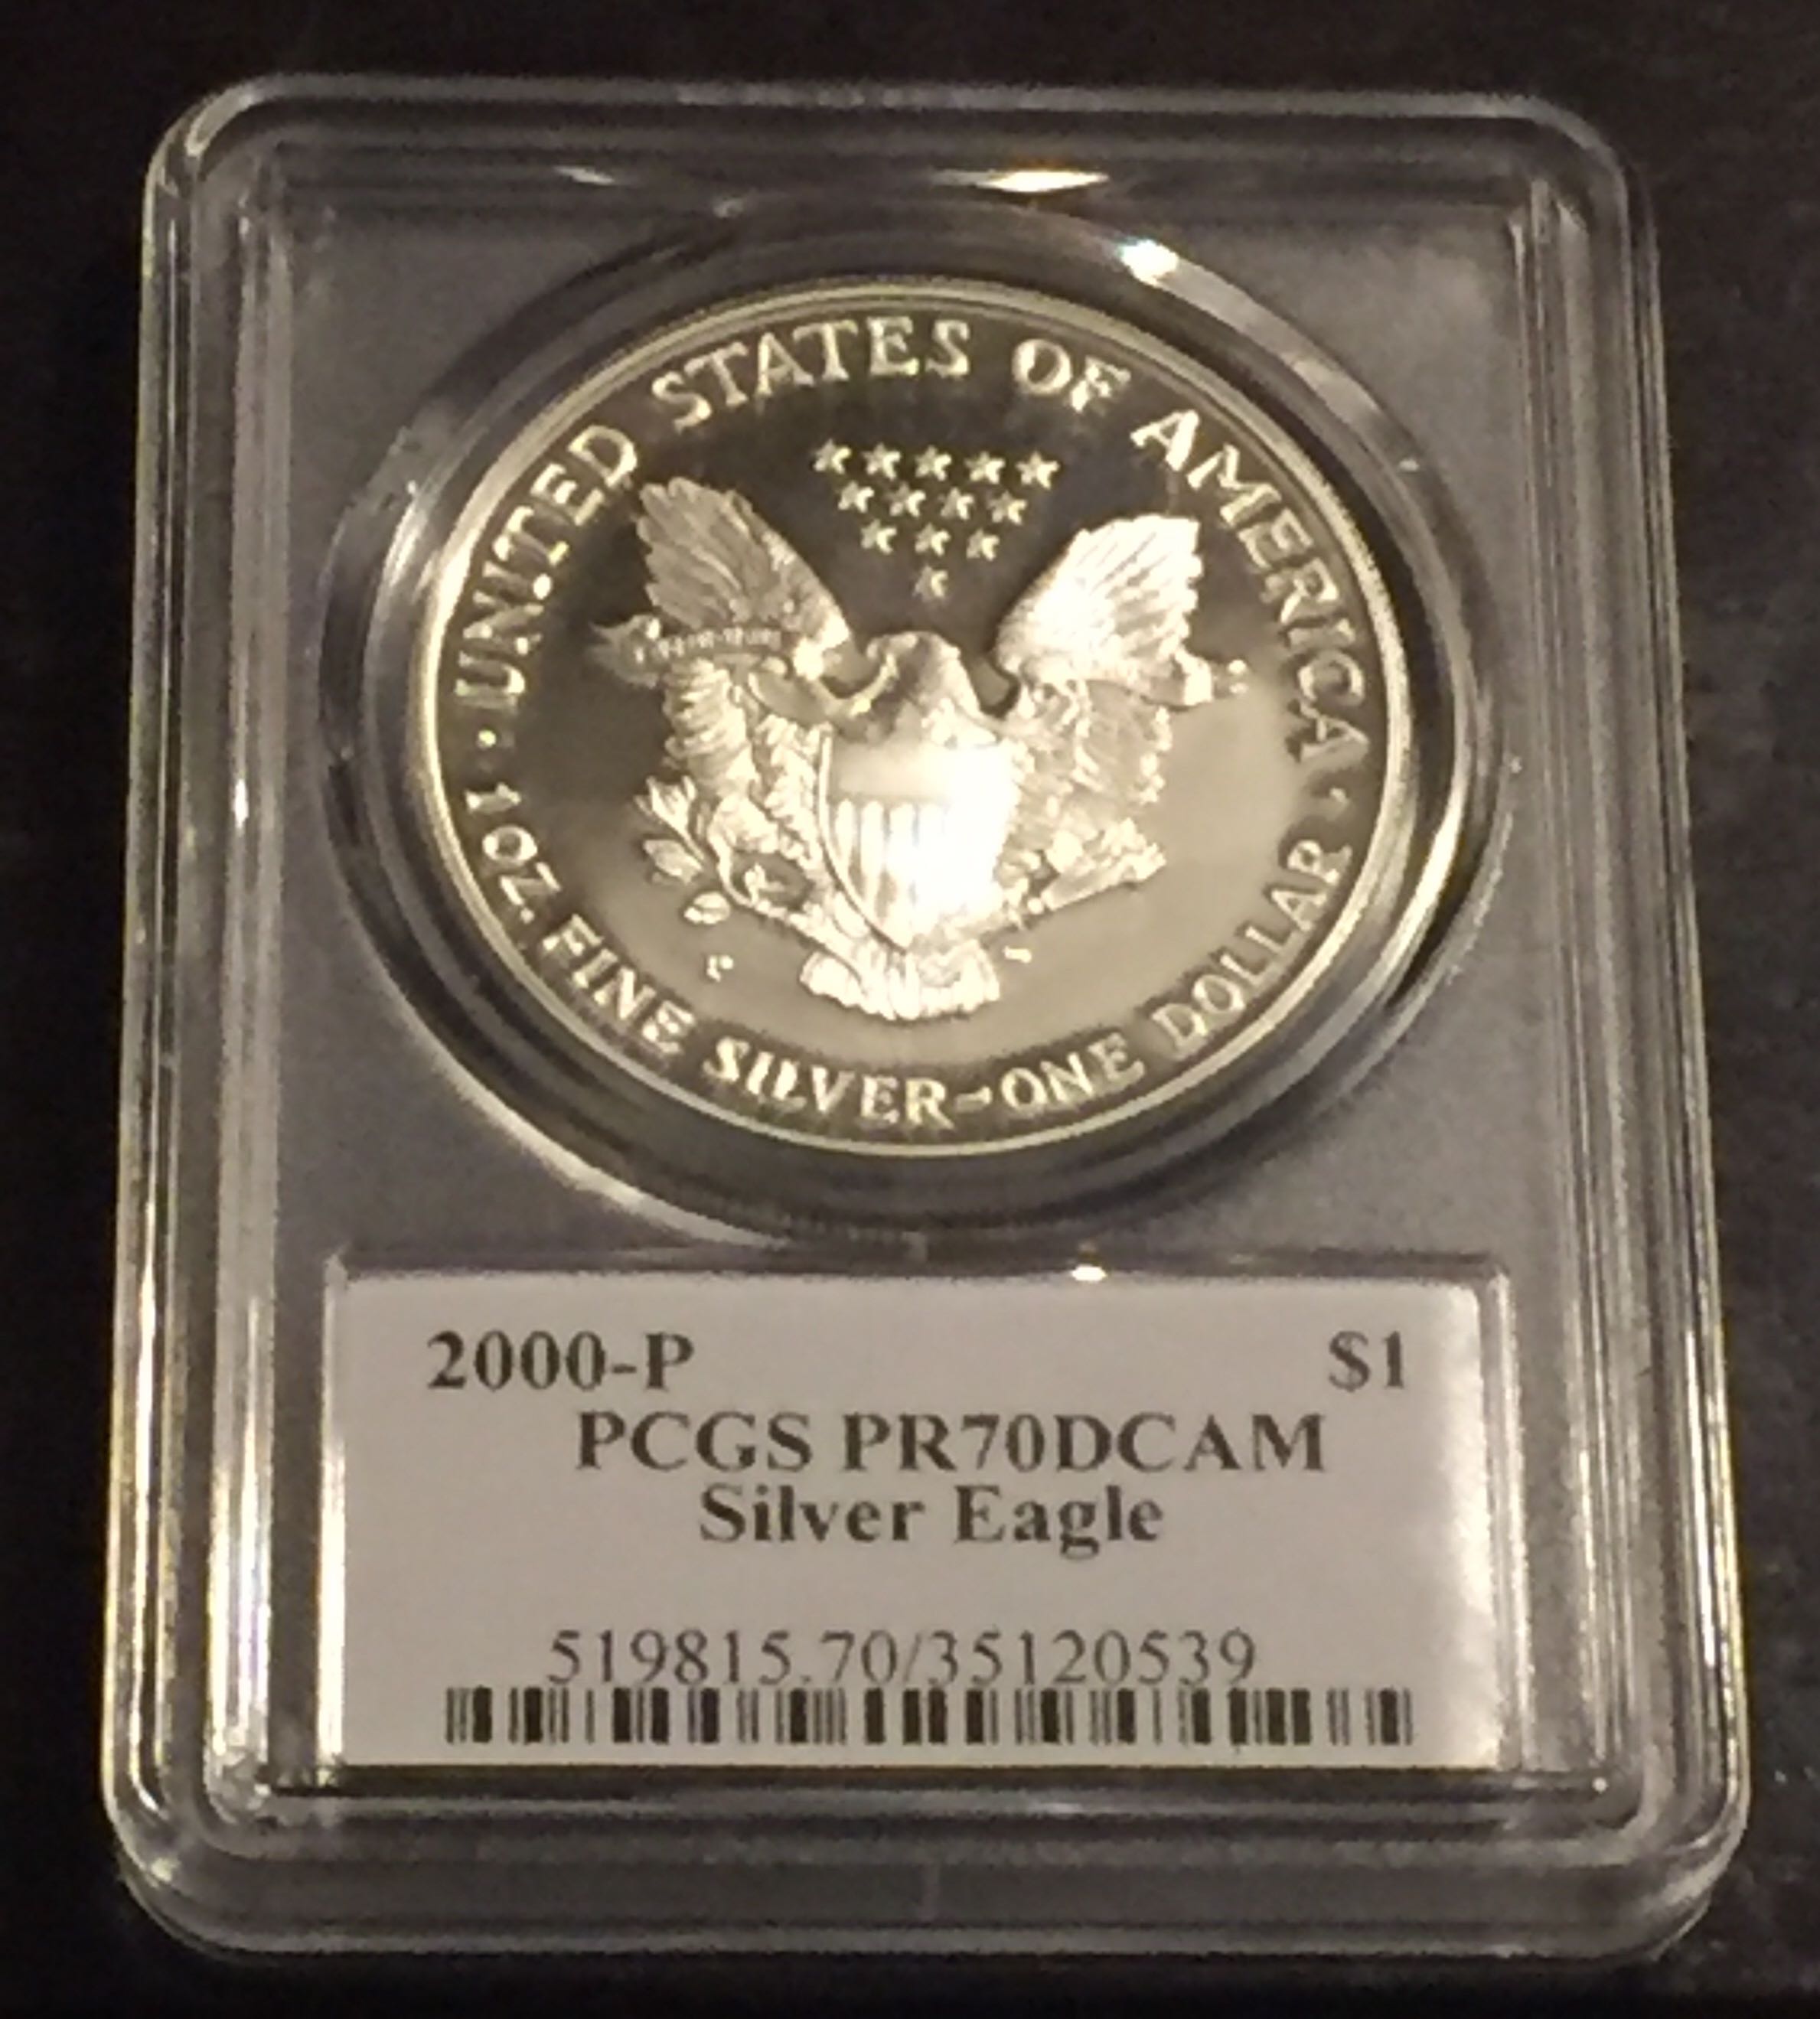 UNITED STATES OF AMERICA
1 OZ. FINE SILVER~ONE DOLLAR
P
2000-P $1
PCGS PR70DCAM
Silver Eagle
519815.70/35120539